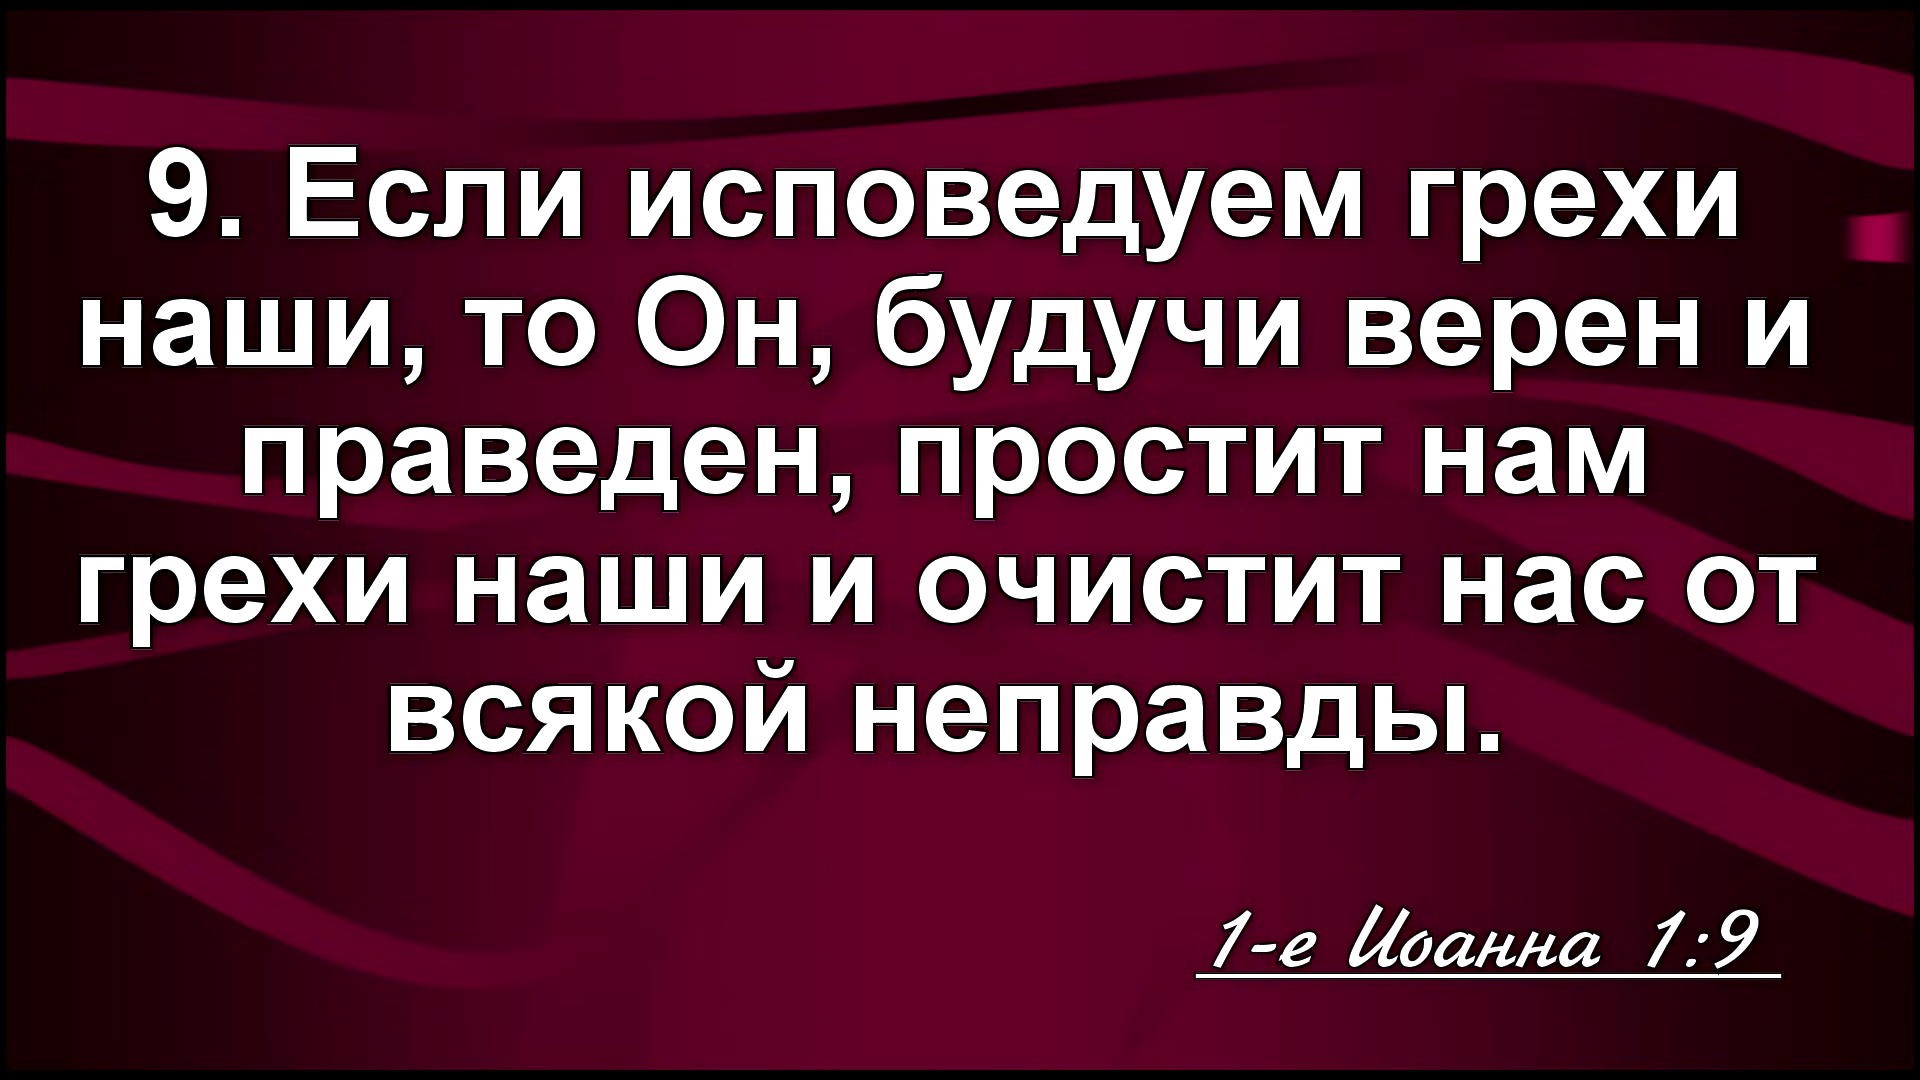 9. Если исповедуем грехи
наши, то Он, будучи верен и
праведен, простит нам
грехи наши и очистит нас от
всякой неправды.
1-е Иоанна 1:9